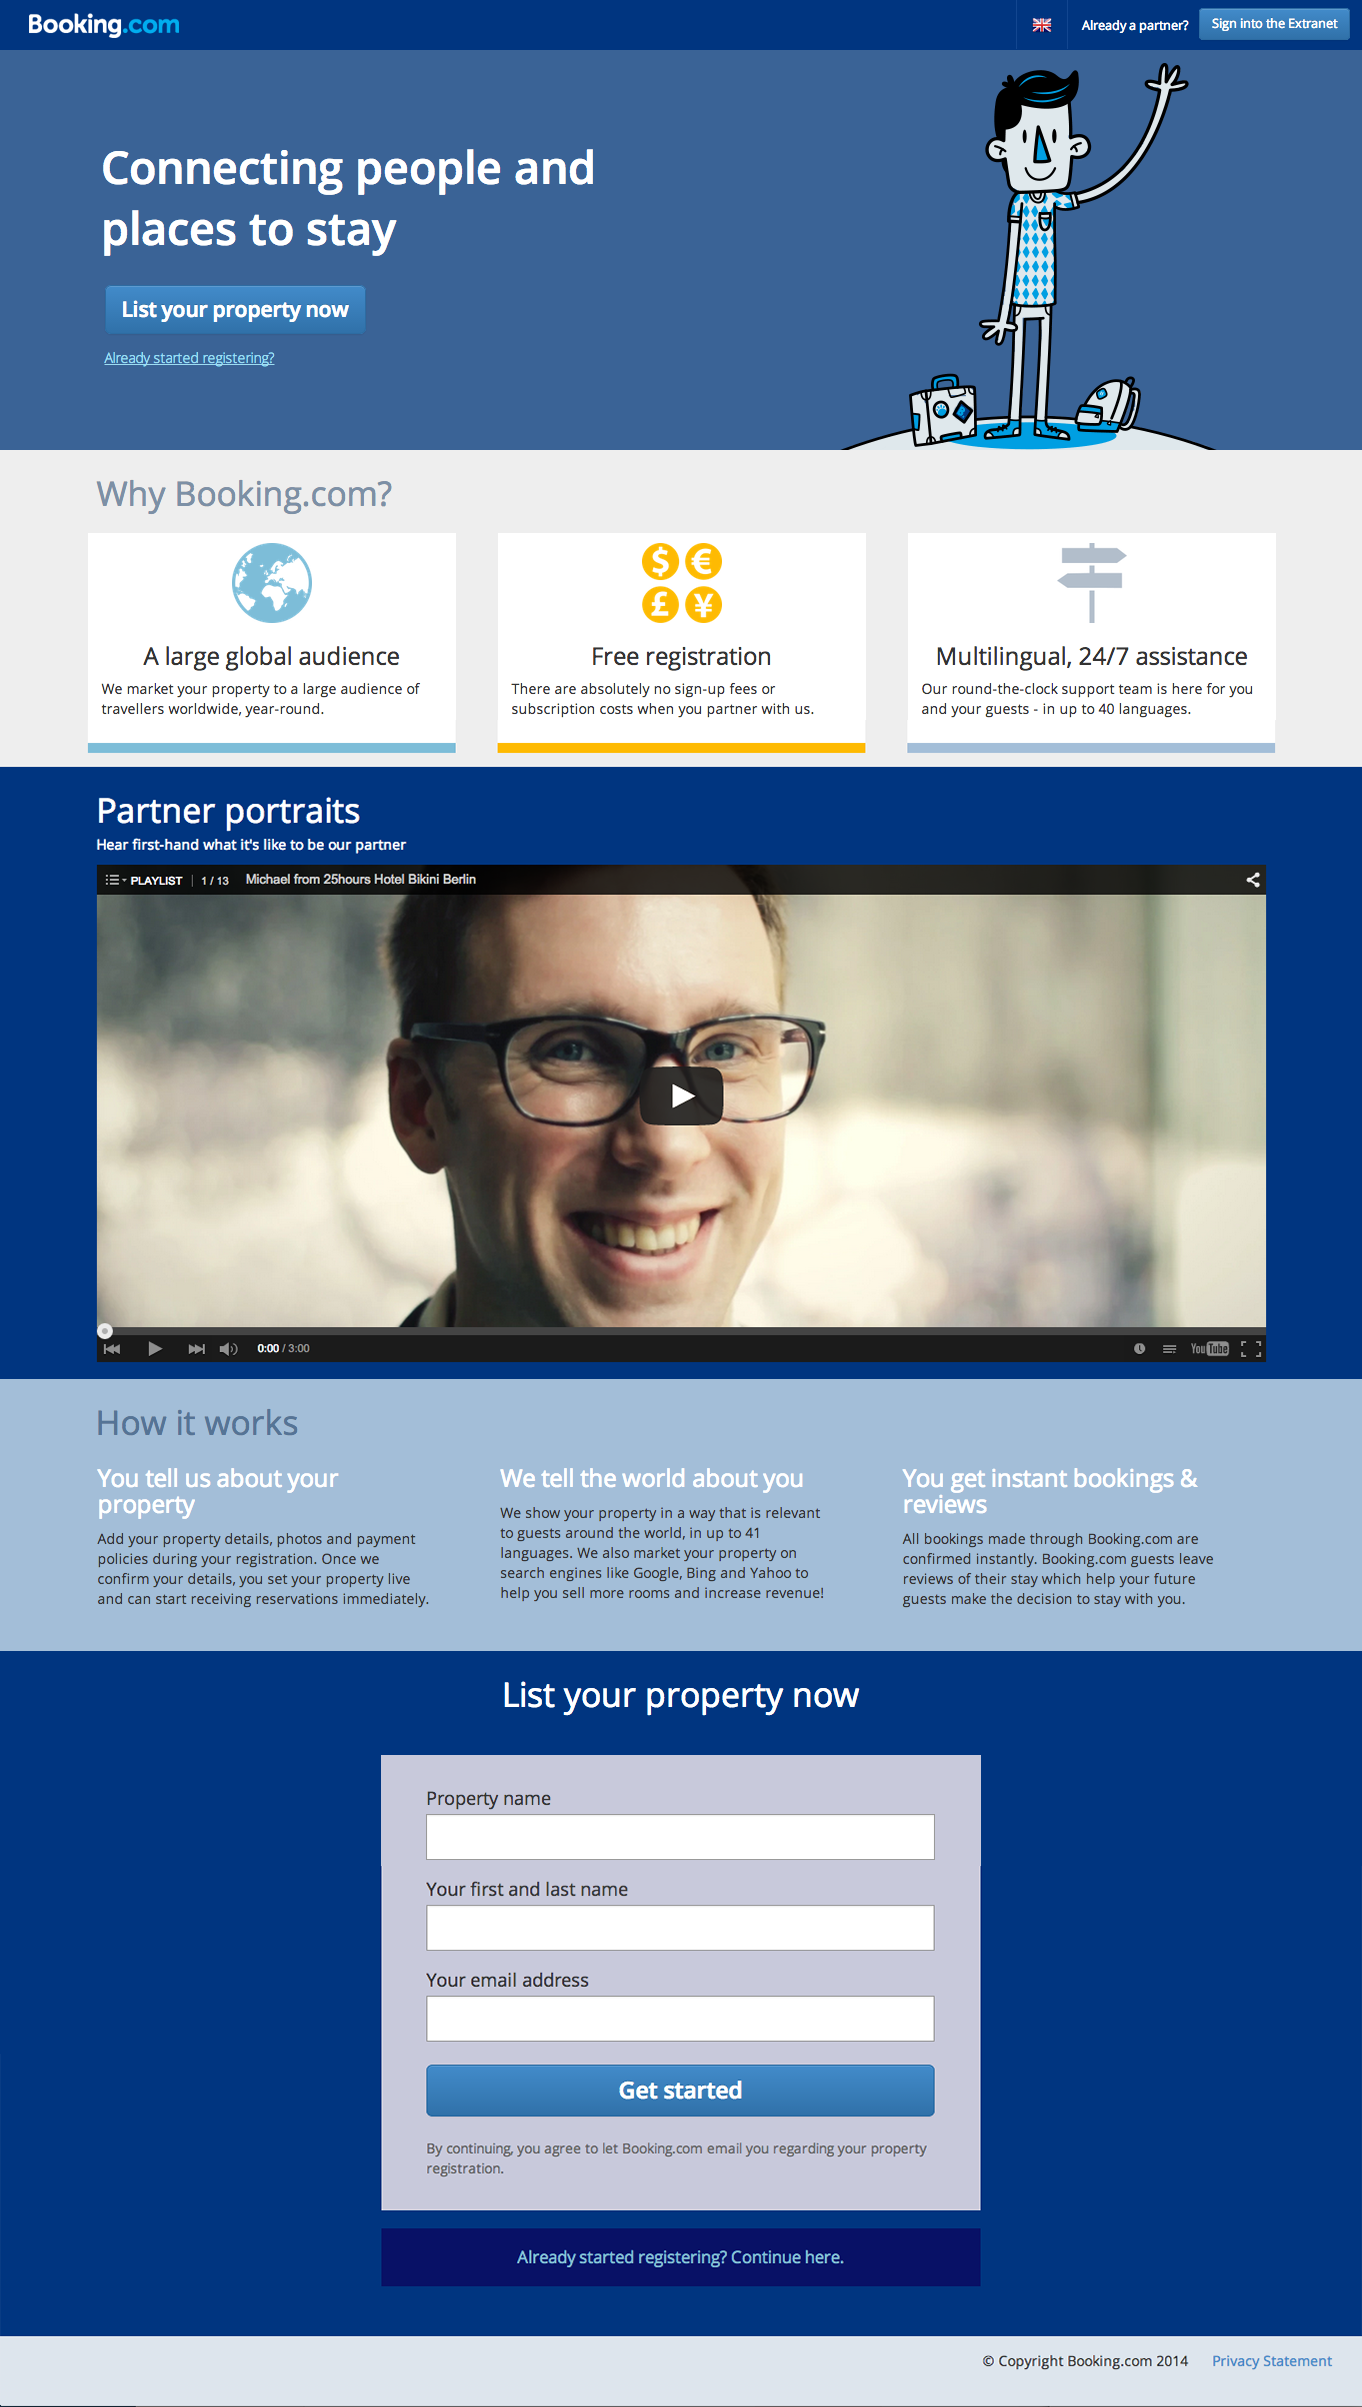 Booking.com
Already a partner?
Sign into the Extranet
Connecting people and
places to stay
List your property now
Already started registering?
Why Booking.com?
A large global audience
We market your property to a large audience of
travellers worldwide, year-round.
Free registration
There are absolutely no sign-up fees or
subscription costs when you partner with us.
Multilingual, 24/7 assistance
Our round-the-clock support team is here for you
and your guests - in up to 40 languages.
Partner portraits
Hear first-hand what it's like to be our partner
PLAYLIST | 1 / 13 Michael from 25hours Hotel Bikini Berlin
0:00 / 3:00
YouTube
How it works
You tell us about your
property
Add your property details, photos and payment
policies during your registration. Once we
confirm your details, you set your property live
and can start receiving reservations immediately.
We tell the world about you
We show your property in a way that is relevant
to guests around the world, in up to 41
languages. We also market your property on
search engines like Google, Bing and Yahoo to
help you sell more rooms and increase revenue!
You get instant bookings &
reviews
All bookings made through Booking.com are
confirmed instantly. Booking.com guests leave
reviews of their stay which help your future
guests make the decision to stay with you.
List your property now
Property name
Your first and last name
Your email address
Get started
By continuing, you agree to let Booking.com email you regarding your property
registration.
Already started registering? Continue here.
© Copyright Booking.com 2014
Privacy Statement